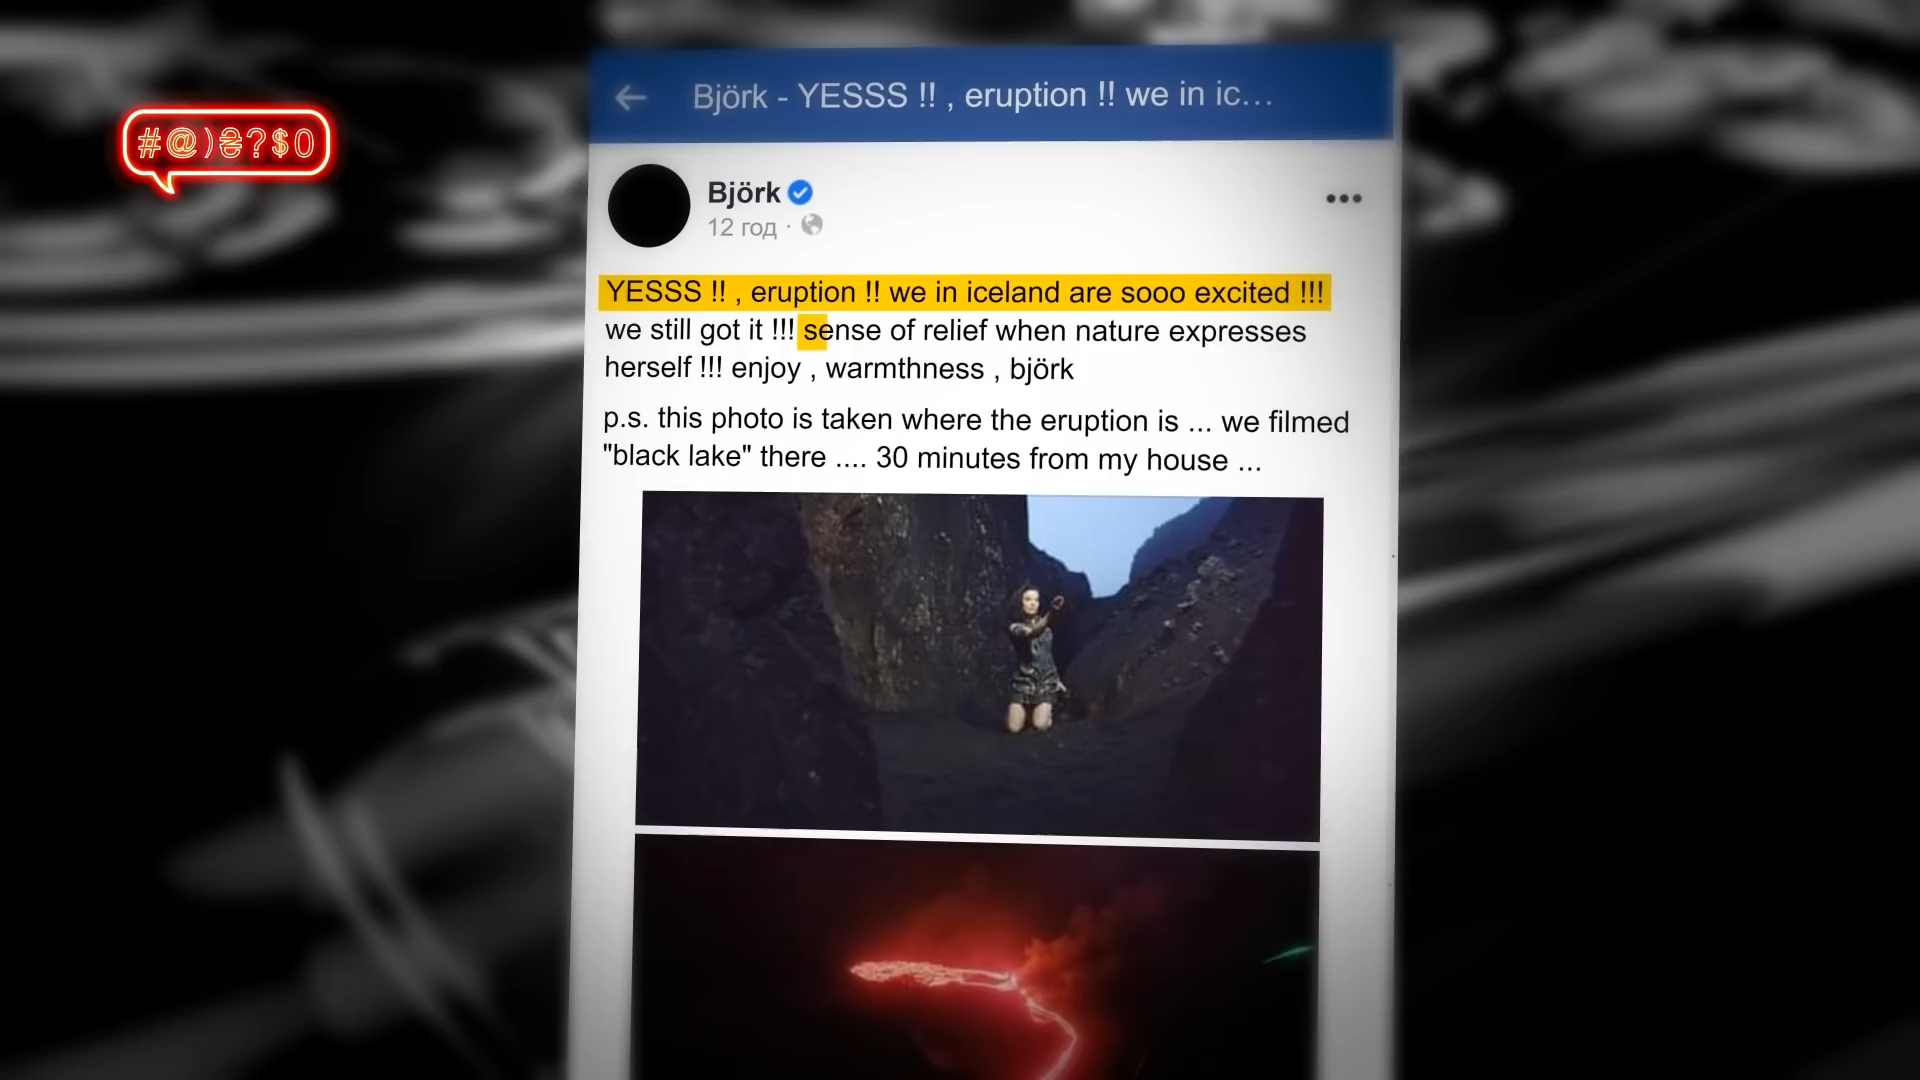 #@)₴?$0
Björk - YESSS !! , eruption !! we in ic...
Björk
12 год ·
YESSS !! , eruption !! we in iceland are sooo excited !!!
we still got it !!! sense of relief when nature expresses
herself !!! enjoy , warmthness , björk
p.s. this photo is taken where the eruption is ... we filmed
"black lake" there .... 30 minutes from my house ...